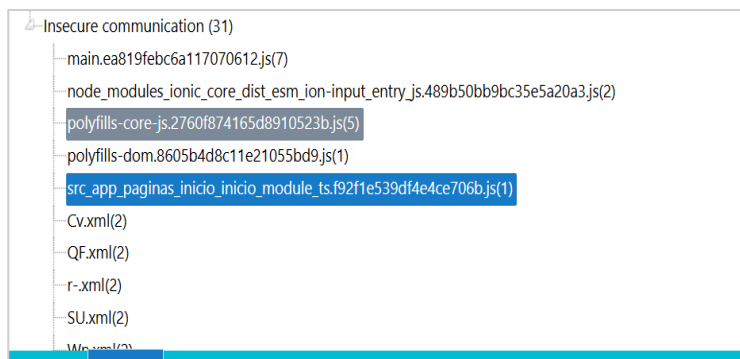 Insecure communication (31)
main.ea819febc6a117070612.js(7)
node_modules_ionic_core_dist_esm_ion-input_entry_js.489b50bb9bc35e5a20a3.js(2)
polyfills-core-js.2760f874165d8910523b.js(5)
polyfills-dom.8605b4d8c11e21055bd9.js(1)
src_app_paginas_inicio_inicio_module_ts.f92f1e539df4e4ce706b.js(1)
Cv.xml(2)
QF.xml(2)
r-.xml(2)
SU.xml(2)